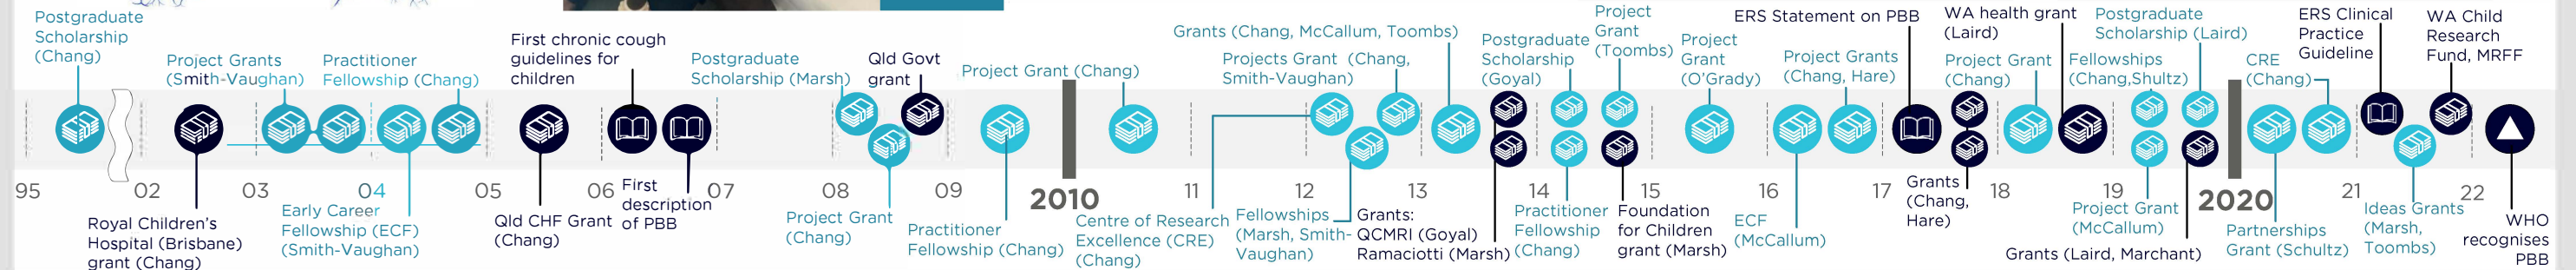 Postgraduate
Scholarship
(Chang)
Project Grants
(Smith-Vaughan)
Practitioner
Fellowship (Chang)
First chronic cough
guidelines for
children
Postgraduate
Scholarship (Marsh)
Qld Govt
grant
Project Grant (Chang)
Grants (Chang, McCallum, Toombs)
Projects Grant (Chang,
Smith-Vaughan)
Postgraduate
Scholarship
(Goyal)
Project
Grant
(Toombs)
Project
Grant
(O'Grady)
ERS Statement on PBB
Project Grants
(Chang, Hare)
WA health grant
(Laird)
Project Grant
(Chang)
Postgraduate
Scholarship (Laird)
Fellowships
(Chang,Shultz)
CRE
(Chang)
ERS Clinical
Practice
Guideline
WA Child
Research
Fund, MRFF
95 02 03 04 05 06 07 08 09 2010 11 12 13 14 15 16 17 18 19 2020 21 22
Royal Children's
Hospital (Brisbane)
grant (Chang)
Early Career
Fellowship (ECF)
(Smith-Vaughan)
Qld CHF Grant
(Chang)
First
description
of PBB
Project Grant
(Chang)
Practitioner
Fellowship (Chang)
Centre of Research
Excellence (CRE)
(Chang)
Fellowships
(Marsh, Smith-
Vaughan)
Grants:
QCMRI (Goyal)
Ramaciotti (Marsh)
Practitioner
Fellowship
(Chang)
Foundation
for Children
grant (Marsh)
ECF
(McCallum)
Grants
(Chang,
Hare)
Project Grant
(McCallum)
Grants (Laird, Marchant)
Partnerships
Grant (Schultz)
Ideas Grants
(Marsh,
Toombs)
WHO
recognises
PBB